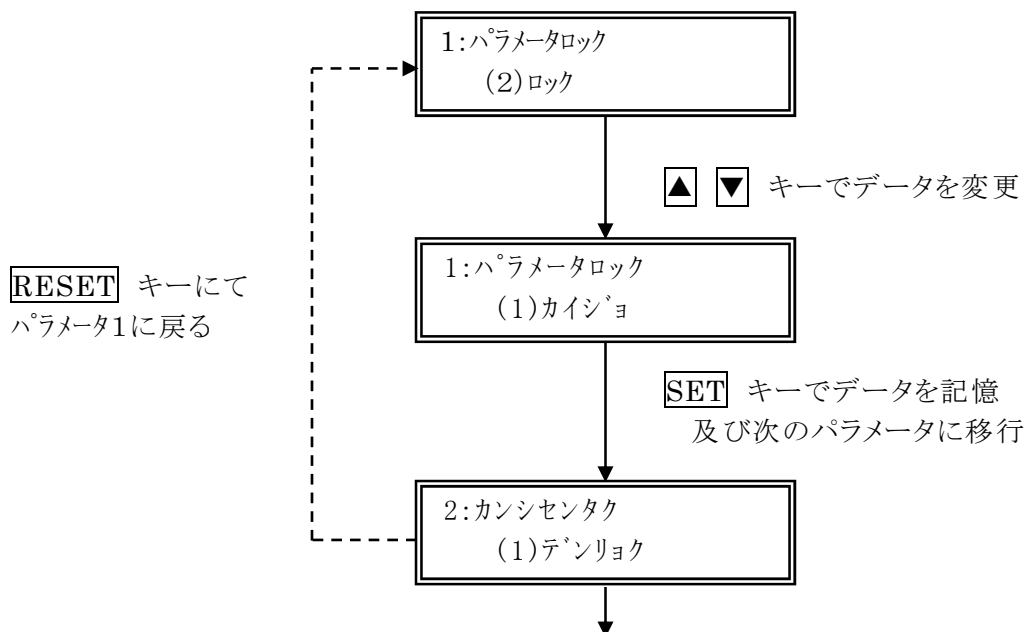 1:ﾊﾟﾗﾒｰﾀﾛｯｸ
(2)ﾛｯｸ
▲ ▼ キーでデータを変更
1:ﾊﾟラメータロック
(1)カイシﾞョ
RESET キーにて
ﾊﾟﾗﾒｰﾀ1に戻る
SET キーでデータを記憶
及び次のパラメータに移行
2:カンシセンタク
(1)デンリョク